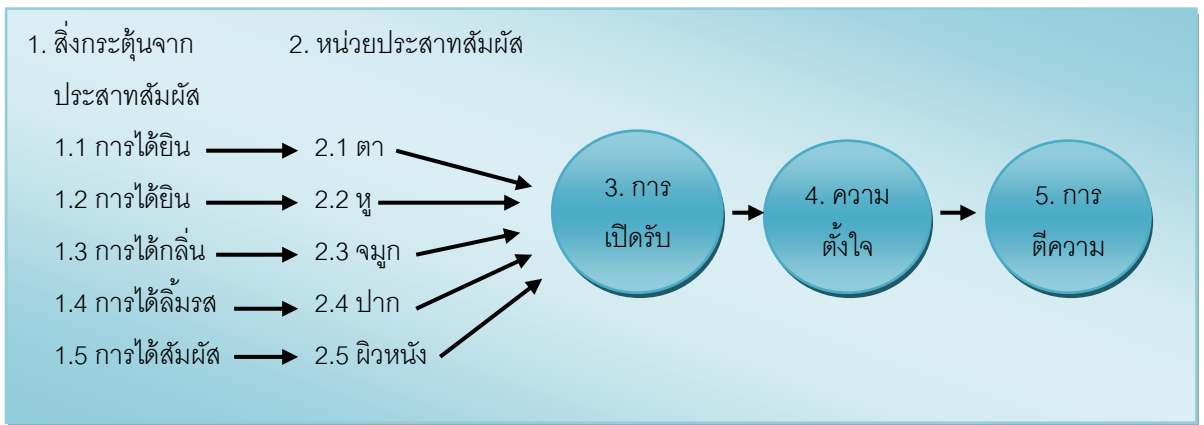 1. สิ่งกระตุ้นจาก 2. หน่วยประสาทสัมผัส
ประสาทสัมผัส
1.1 การได้ยิน 2.1 ตา
1.2 การได้ยิน 2.2 หู
1.3 การได้กลิ่น 2.3 จมูก
1.4 การได้ลิ้มรส 2.4 ปาก
1.5 การได้สัมผัส 2.5 ผิวหนัง
3. การ
เปิดรับ
4. ความ
ตั้งใจ
5. การ
ตีความ